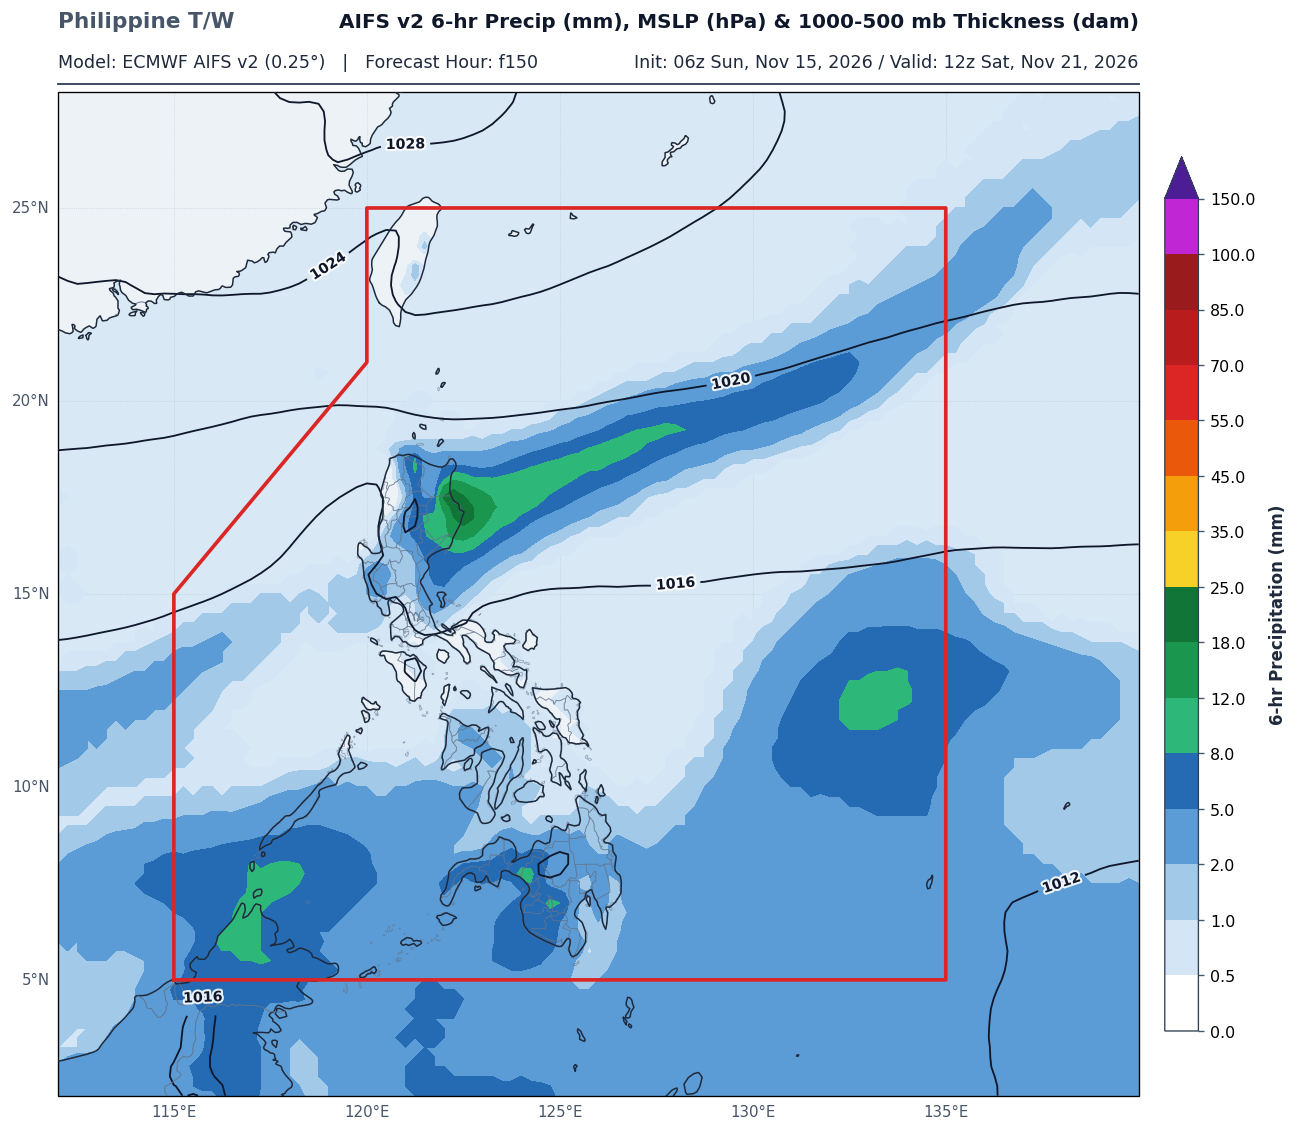 Philippine T/W
AIFS v2 6-hr Precip (mm), MSLP (hPa) & 1000-500 mb Thickness (dam)
Model: ECMWF AIFS v2 (0.25°) | Forecast Hour: f150
Init: 06z Sun, Nov 15, 2026 / Valid: 12z Sat, Nov 21, 2026
1028
1024
1020
1016
1012
1016
25°N
20°N
15°N
10°N
5°N
115°E
120°E
125°E
130°E
135°E
150.0
100.0
85.0
70.0
55.0
45.0
35.0
25.0
18.0
12.0
8.0
5.0
2.0
1.0
0.5
0.0
6-hr Precipitation (mm)